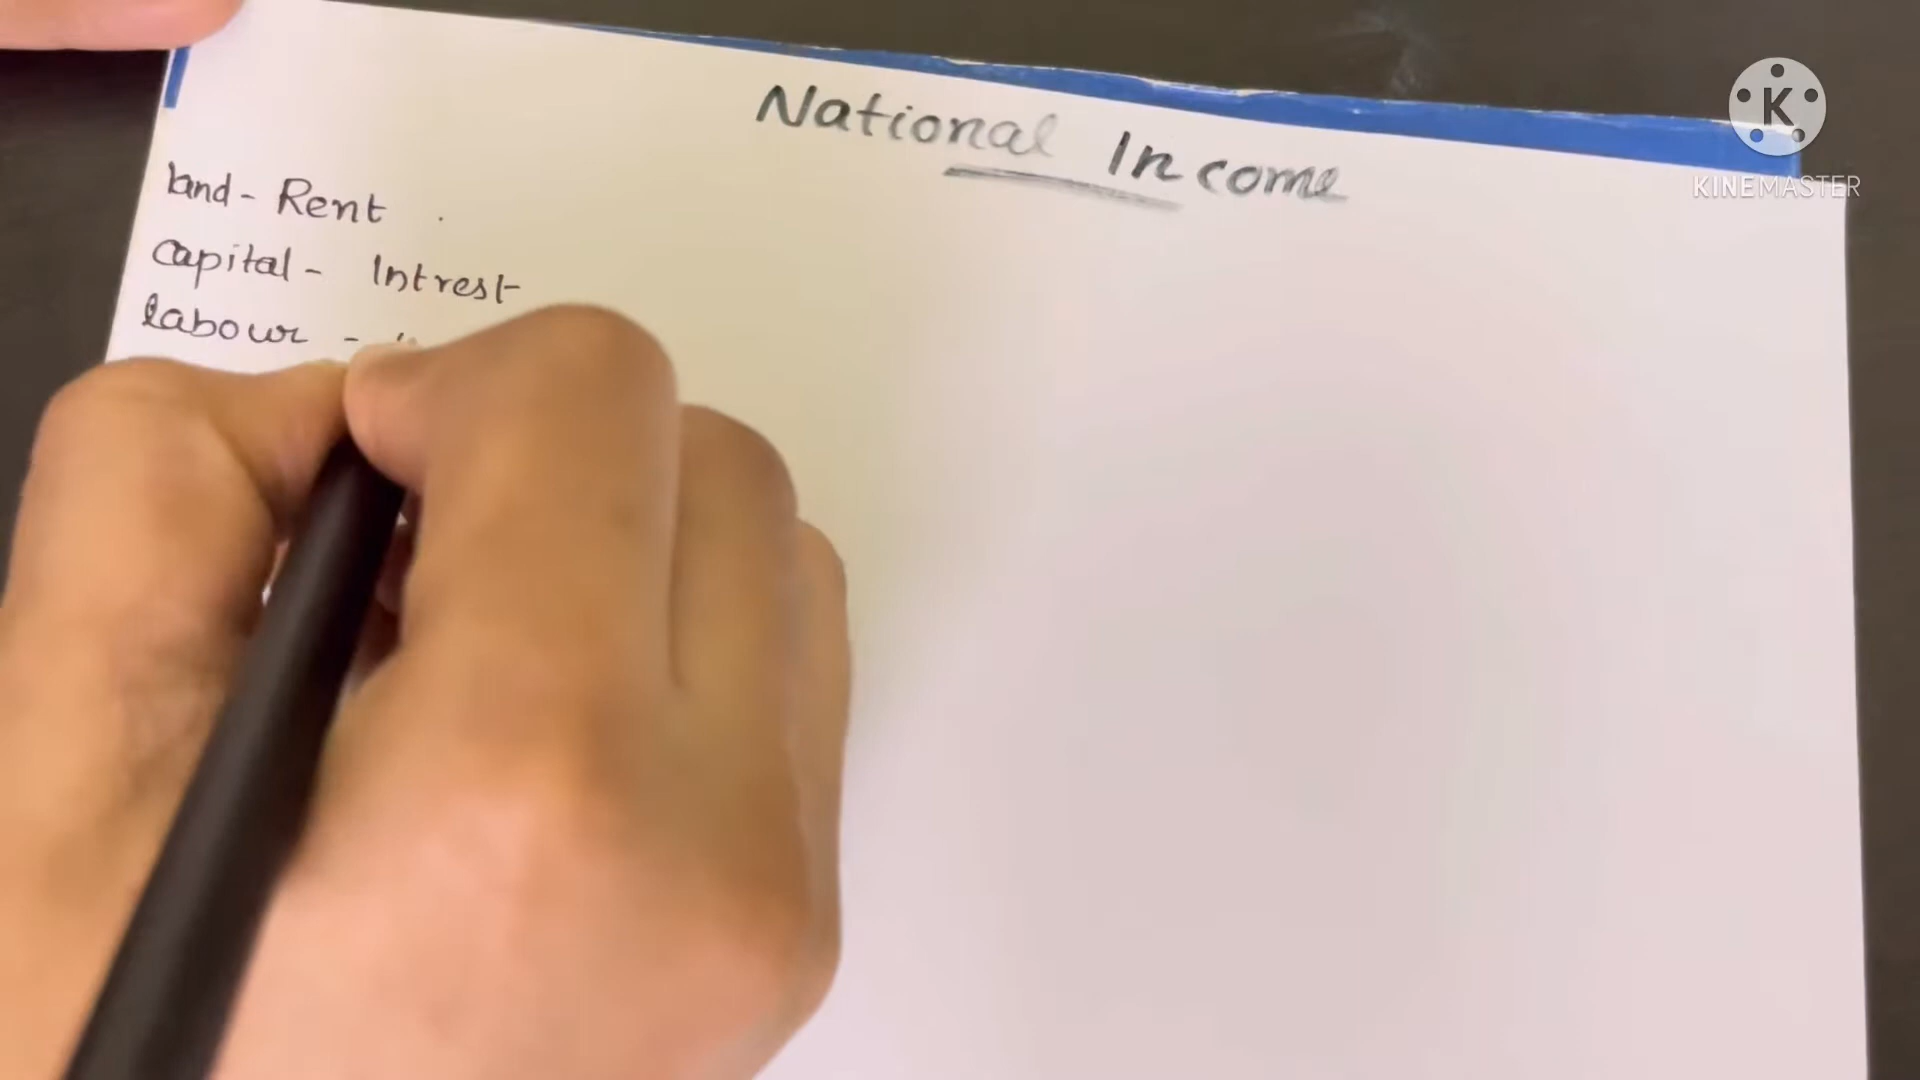 National Income
land - Rent
Capital - Intrest
labour -
K
KINEMASTER